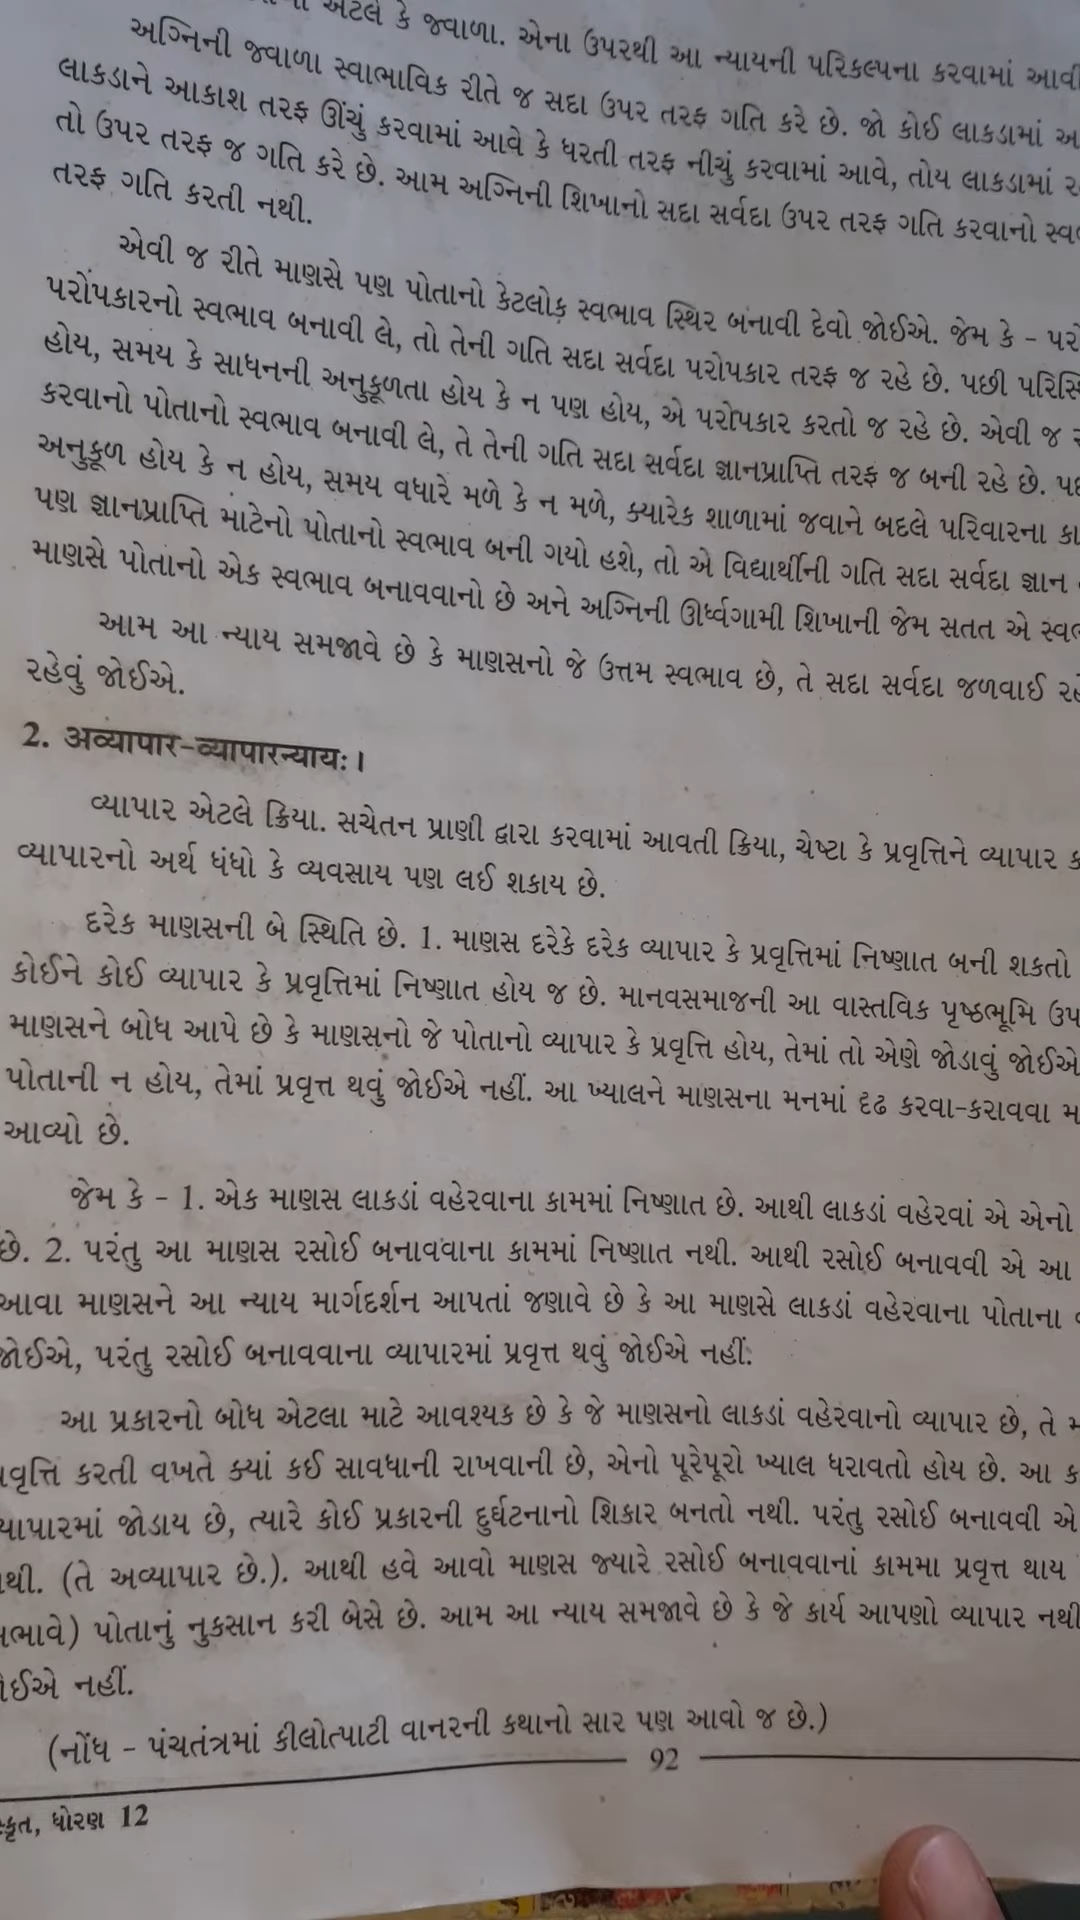 એટલે કે જ્વાળા. એના ઉપરથી આ ન્યાયની પરિકલ્પના કરવામાં આવી
અગ્નિની જ્વાળા સ્વાભાવિક રીતે જ સદા ઉપર તરફ ગતિ કરે છે. જો કોઈ લાકડામાં
લાકડાને આકાશ તરફ ઊંચું કરવામાં આવે કે ધરતી તરફ નીચું કરવામાં આવે, તોય લાકડામાં
તો ઉપર તરફ જ ગતિ કરે છે. આમ અગ્નિની શિખાનો સદા સર્વદા ઉપર તરફ ગતિ કરવાનો
તરફ ગતિ કરતી નથી.
એવી જ રીતે માણસે પણ પોતાનો કેટલોક સ્વભાવ સ્થિર બનાવી દેવો જોઈએ. જેમ કે -
પરોપકારનો સ્વભાવ બનાવી લે, તો તેની ગતિ સદા સર્વદા પરોપકાર તરફ જ રહે છે. પછી
હોય, સમય કે સાધનની અનુકૂળતા હોય કે ન પણ હોય, એ પરોપકાર કરતો જ રહે છે. એવી જ
કરવાનો પોતાનો સ્વભાવ બનાવી લે, તે તેની ગતિ સદા સર્વદા જ્ઞાનપ્રાપ્તિ તરફ જ બની રહે છે.
અનુકૂળ હોય કે ન હોય, સમય વધારે મળે કે ન મળે, ક્યારેક શાળામાં જવાને બદલે પરિવારના
પણ જ્ઞાનપ્રાપ્તિ માટેનો પોતાનો સ્વભાવ બની ગયો હશે, તો એ વિદ્યાર્થીની ગતિ સદા સર્વદા જ્ઞાન
માણસે પોતાનો એક સ્વભાવ બનાવવાનો છે અને અગ્નિની ઊર્ધ્વગામી શિખાની જેમ સતત એ
આમ આ ન્યાય સમજાવે છે કે માણસનો જે ઉત્તમ સ્વભાવ છે, તે સદા સર્વદા જળવાઈ
રહેવું જોઈએ.
2. अव्यापार-व्यापारन्यायः।
વ્યાપાર એટલે ક્રિયા. સચેતન પ્રાણી દ્વારા કરવામાં આવતી ક્રિયા, ચેષ્ટા કે પ્રવૃત્તિને વ્યાપાર
વ્યાપારનો અર્થ ધંધો કે વ્યવસાય પણ લઈ શકાય છે.
દરેક માણસની બે સ્થિતિ છે. 1. માણસ દરેકે દરેક વ્યાપાર કે પ્રવૃત્તિમાં નિષ્ણાત બની શકતો
કોઈને કોઈ વ્યાપાર કે પ્રવૃત્તિમાં નિષ્ણાત હોય જ છે. માનવસમાજની આ વાસ્તવિક પૃષ્ઠભૂમિ
માણસને બોધ આપે છે કે માણસનો જે પોતાનો વ્યાપાર કે પ્રવૃત્તિ હોય, તેમાં તો એણે જોડાવું જોઈએ
પોતાની ન હોય, તેમાં પ્રવૃત્ત થવું જોઈએ નહીં. આ ખ્યાલને માણસના મનમાં દૃઢ કરવા-કરાવવા
આવ્યો છે.
જેમ કે - 1. એક માણસ લાકડાં વહેરવાના કામમાં નિષ્ણાત છે. આથી લાકડાં વહેરવાં એ એનો
છે. 2. પરંતુ આ માણસ રસોઈ બનાવવાના કામમાં નિષ્ણાત નથી. આથી રસોઈ બનાવવી એ આ
આવા માણસને આ ન્યાય માર્ગદર્શન આપતાં જણાવે છે કે આ માણસે લાકડાં વહેરવાના પોતાના
જોઈએ, પરંતુ રસોઈ બનાવવાના વ્યાપારમાં પ્રવૃત્ત થવું જોઈએ નહીં.
આ પ્રકારનો બોધ એટલા માટે આવશ્યક છે કે જે માણસનો લાકડાં વહેરવાનો વ્યાપાર છે, તે
કરતી વખતે ક્યાં કઈ સાવધાની રાખવાની છે, એનો પૂરેપૂરો ખ્યાલ ધરાવતો હોય છે. આ
જોડાય છે, ત્યારે કોઈ પ્રકારની દુર્ઘટનાનો શિકાર બનતો નથી. પરંતુ રસોઈ બનાવવી એ
(તે અવ્યાપાર છે.). આથી હવે આવો માણસ જ્યારે રસોઈ બનાવવાનાં કામમા પ્રવૃત્ત થાય
પોતાનું નુકસાન કરી બેસે છે. આમ આ ન્યાય સમજાવે છે કે જે કાર્ય આપણો વ્યાપાર નથી
નહીં.
(નોંધ - પંચતંત્રમાં કીલોત્પાટી વાનરની કથાનો સાર પણ આવો જ છે.)
92
ધોરણ 12